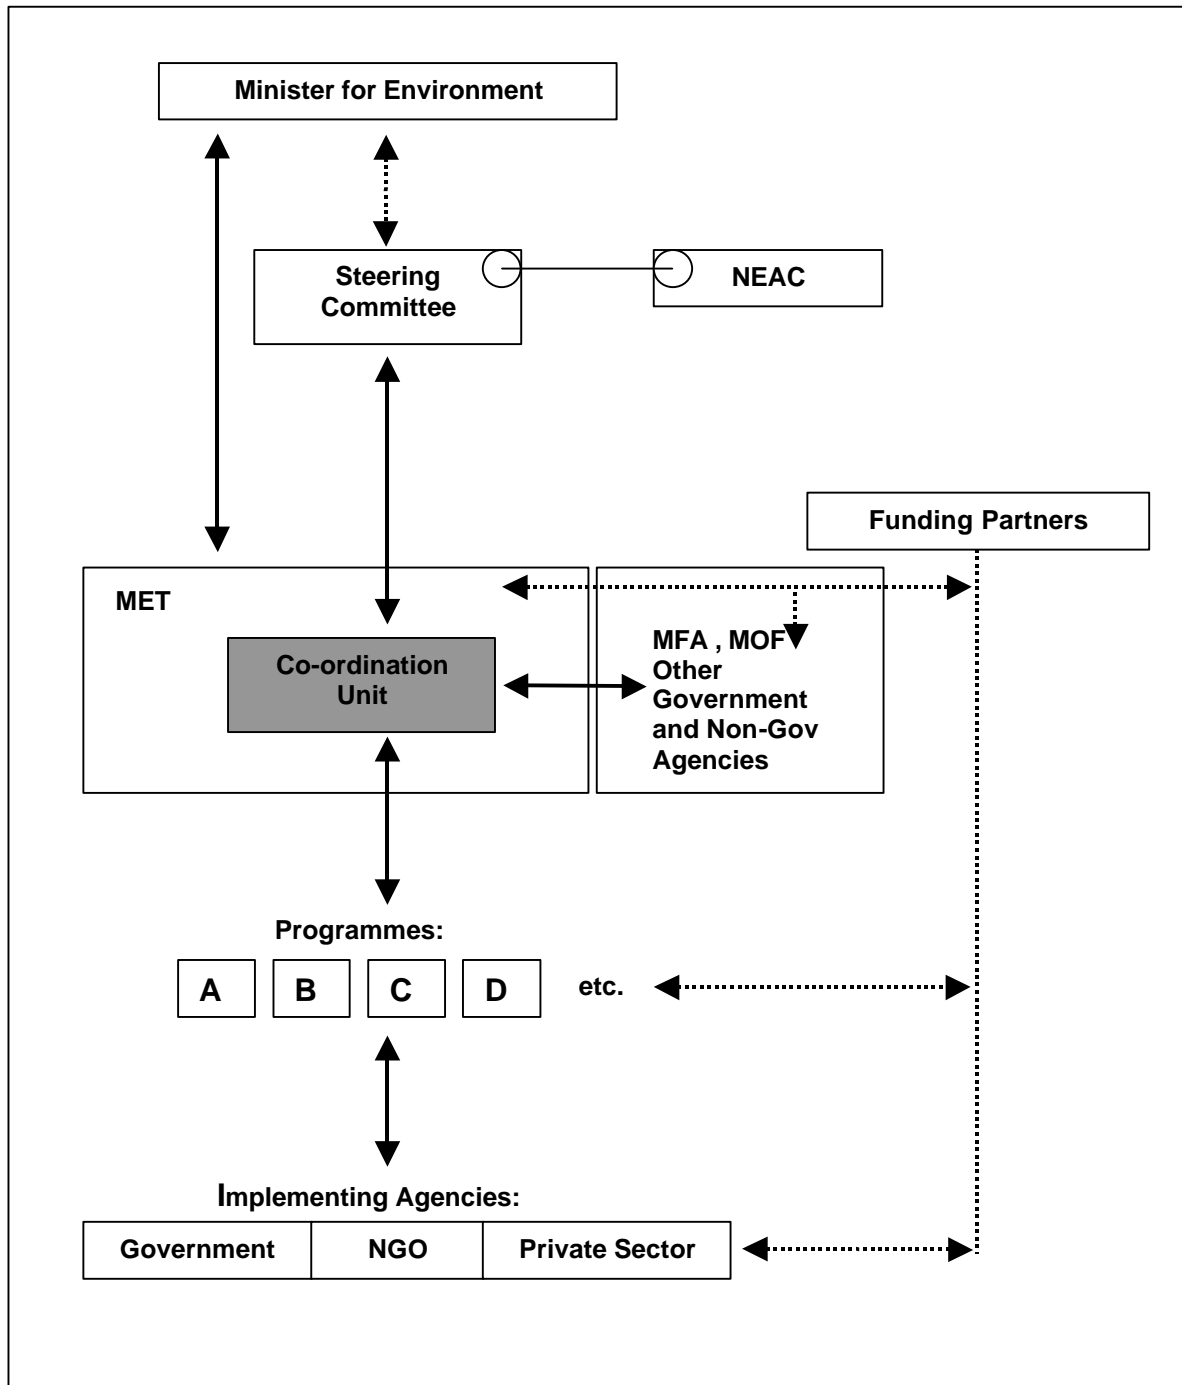 Minister for Environment
Steering
Committee
NEAC
Funding Partners
MET
Co-ordination
Unit
MFA , MOF
Other
Government
and Non-Gov
Agencies
Programmes:
A B C D etc.
Implementing Agencies:
Government NGO Private Sector